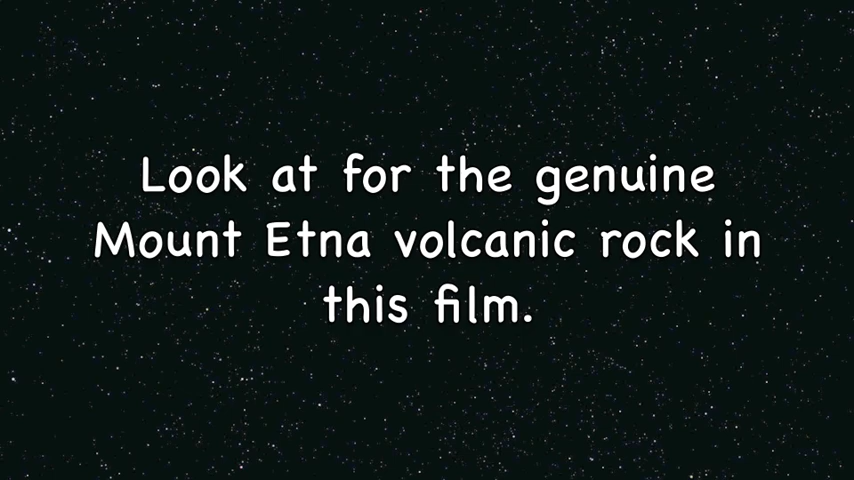 Look at for the genuine
Mount Etna volcanic rock in
this film.